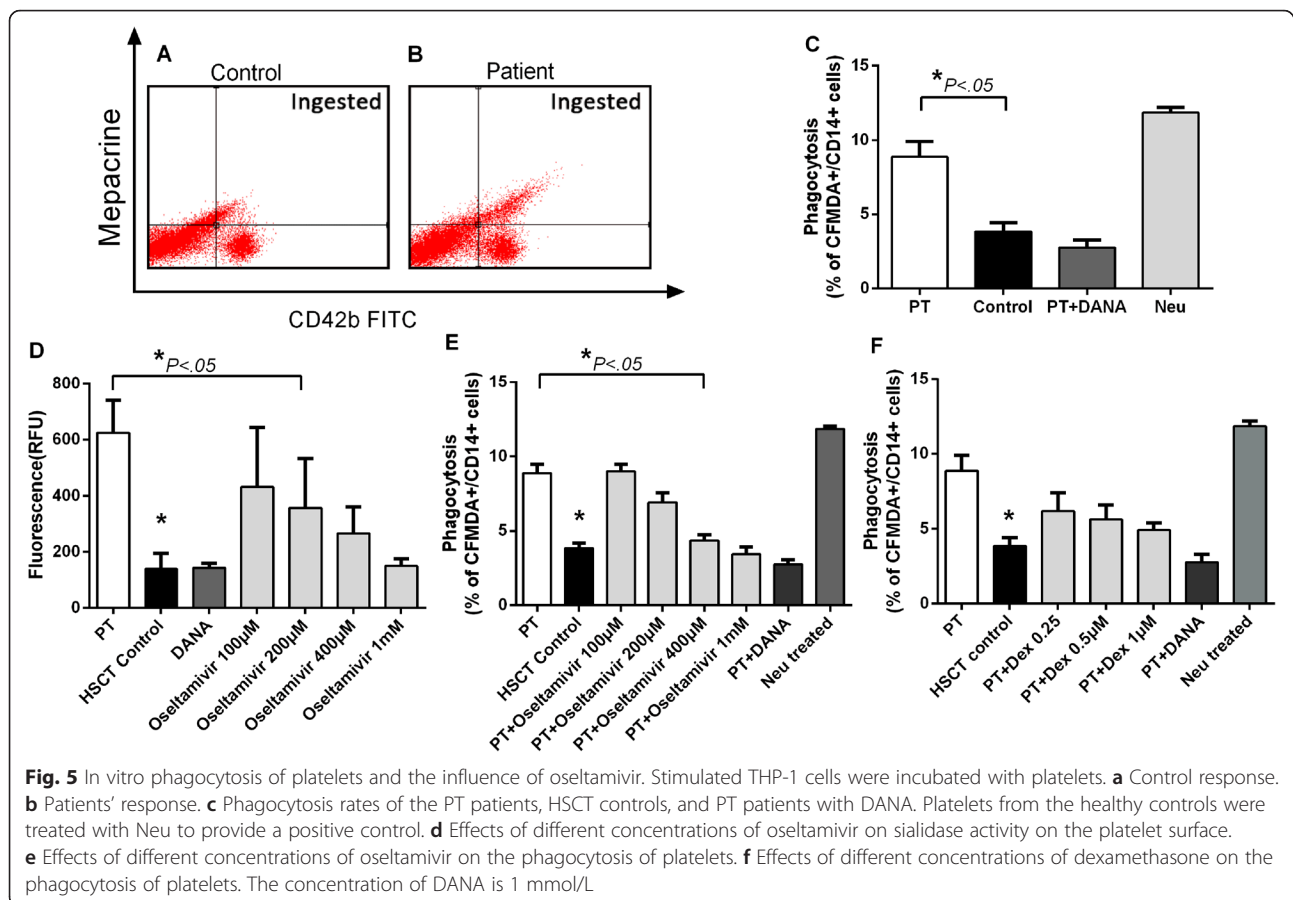 A
Control
Ingested
B
Patient
Ingested
Mepacrine
CD42b FITC
C
Phagocytosis
(% of CFMDA+/CD14+ cells)
15
10
5
0
*P<.05
PT
Control
PT+DANA
Neu
D
Fluorescence(RFU)
800
600
400
200
0
*P<.05
*
PT
HSCT Control
DANA
Oseltamivir 100μM
Oseltamivir 200μM
Oseltamivir 400μM
Oseltamivir 1mM
E
Phagocytosis
(% of CFMDA+/CD14+ cells)
15
10
5
0
*P<.05
*
PT
HSCT Control
PT+Oseltamivir 100μM
PT+Oseltamivir 200μM
PT+Oseltamivir 400μM
PT+Oseltamivir 1mM
PT+DANA
Neu treated
F
Phagocytosis
(% of CFMDA+/CD14+ cells)
15
10
5
0
*
PT
HSCT control
PT+Dex 0.25
PT+Dex 0.5μM
PT+Dex 1μM
PT+DANA
Neu treated
Fig. 5 In vitro phagocytosis of platelets and the influence of oseltamivir. Stimulated THP-1 cells were incubated with platelets. a Control response.
b Patients' response. c Phagocytosis rates of the PT patients, HSCT controls, and PT patients with DANA. Platelets from the healthy controls were
treated with Neu to provide a positive control. d Effects of different concentrations of oseltamivir on sialidase activity on the platelet surface.
e Effects of different concentrations of oseltamivir on the phagocytosis of platelets. f Effects of different concentrations of dexamethasone on the
phagocytosis of platelets. The concentration of DANA is 1 mmol/L